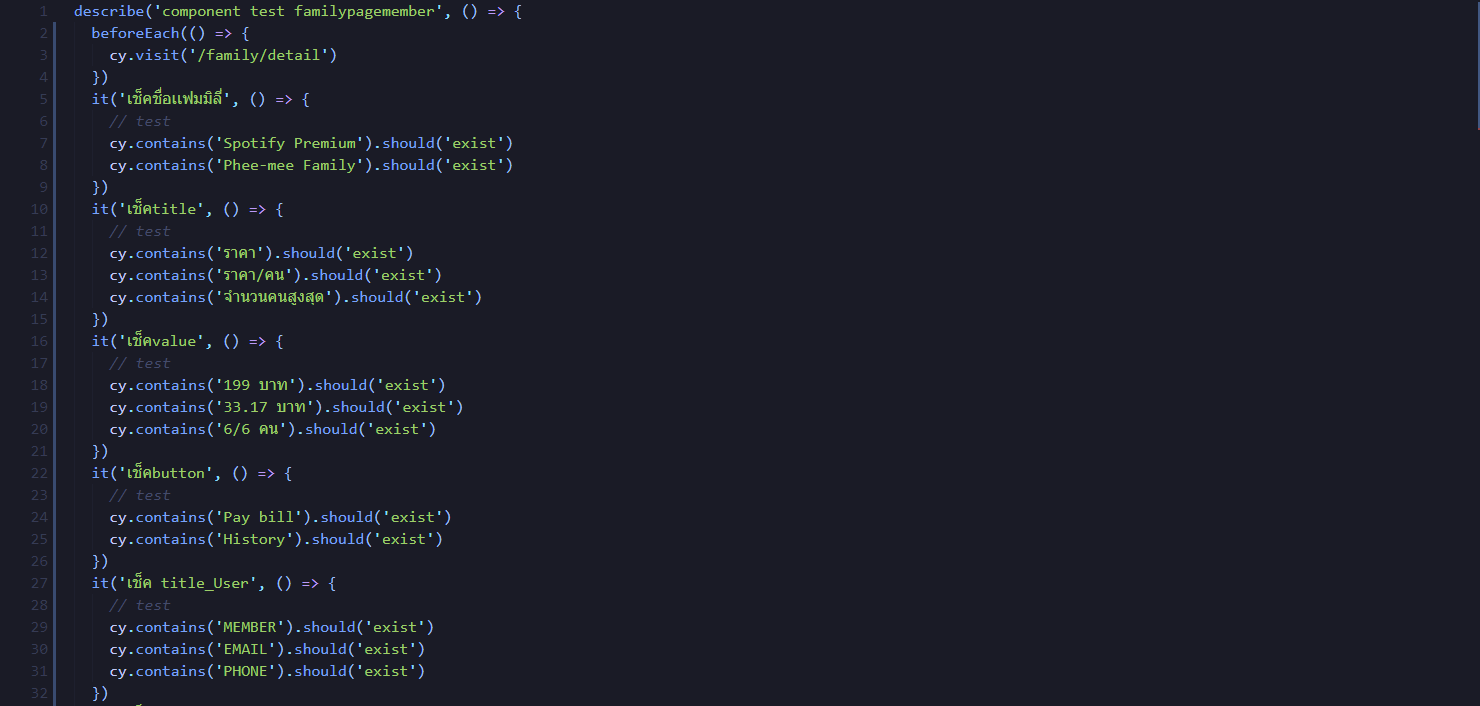 1 describe('component test familypagemember', () => {
2 beforeEach(() => {
3 cy.visit('/family/detail')
4 })
5 it('เช็คชื่อแฟมมิลี่', () => {
6 // test
7 cy.contains('Spotify Premium').should('exist')
8 cy.contains('Phee-mee Family').should('exist')
9 })
10 it('เช็คtitle', () => {
11 // test
12 cy.contains('ราคา').should('exist')
13 cy.contains('ราคา/คน').should('exist')
14 cy.contains('จำนวนคนสูงสุด').should('exist')
15 })
16 it('เช็คvalue', () => {
17 // test
18 cy.contains('199 บาท').should('exist')
19 cy.contains('33.17 บาท').should('exist')
20 cy.contains('6/6 คน').should('exist')
21 })
22 it('เช็คbutton', () => {
23 // test
24 cy.contains('Pay bill').should('exist')
25 cy.contains('History').should('exist')
26 })
27 it('เช็ค title_User', () => {
28 // test
29 cy.contains('MEMBER').should('exist')
30 cy.contains('EMAIL').should('exist')
31 cy.contains('PHONE').should('exist')
32 })